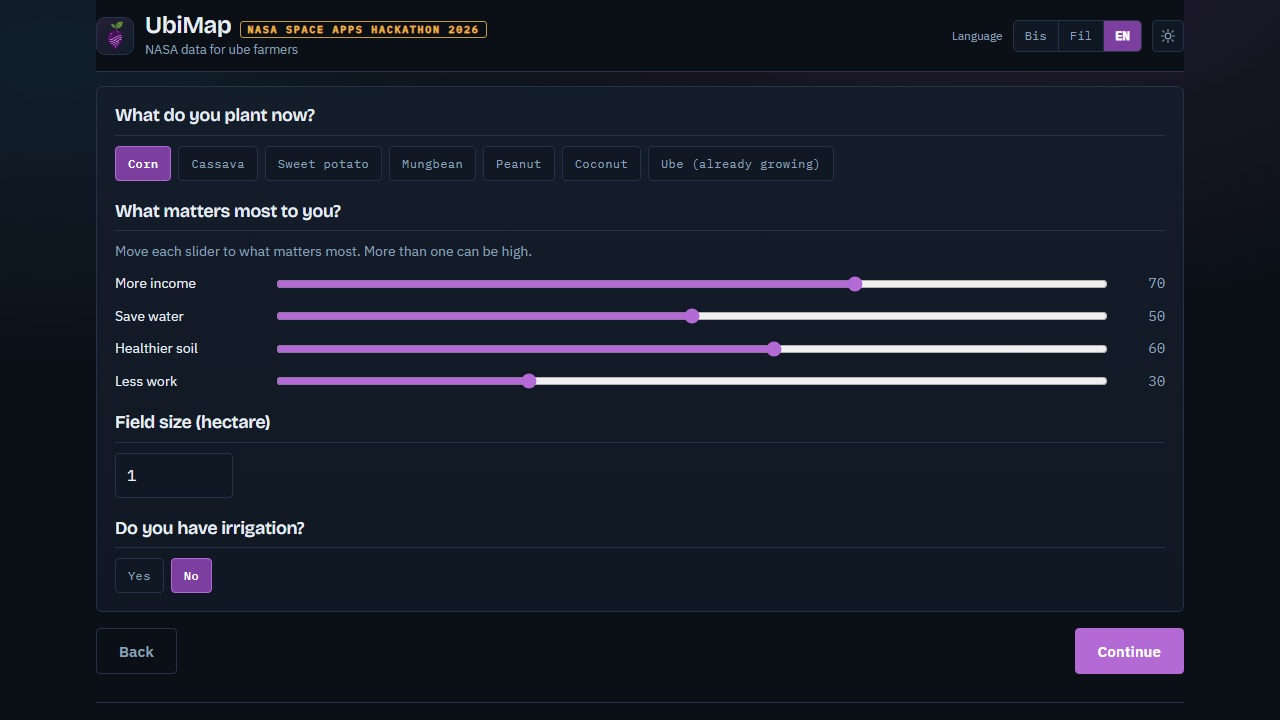 UbiMap NASA SPACE APPS HACKATHON 2026
NASA data for ube farmers
Language Bis Fil EN
What do you plant now?
Corn Cassava Sweet potato Mungbean Peanut Coconut Ube (already growing)
What matters most to you?
Move each slider to what matters most. More than one can be high.
More income 70
Save water 50
Healthier soil 60
Less work 30
Field size (hectare)
1
Do you have irrigation?
Yes No
Back Continue